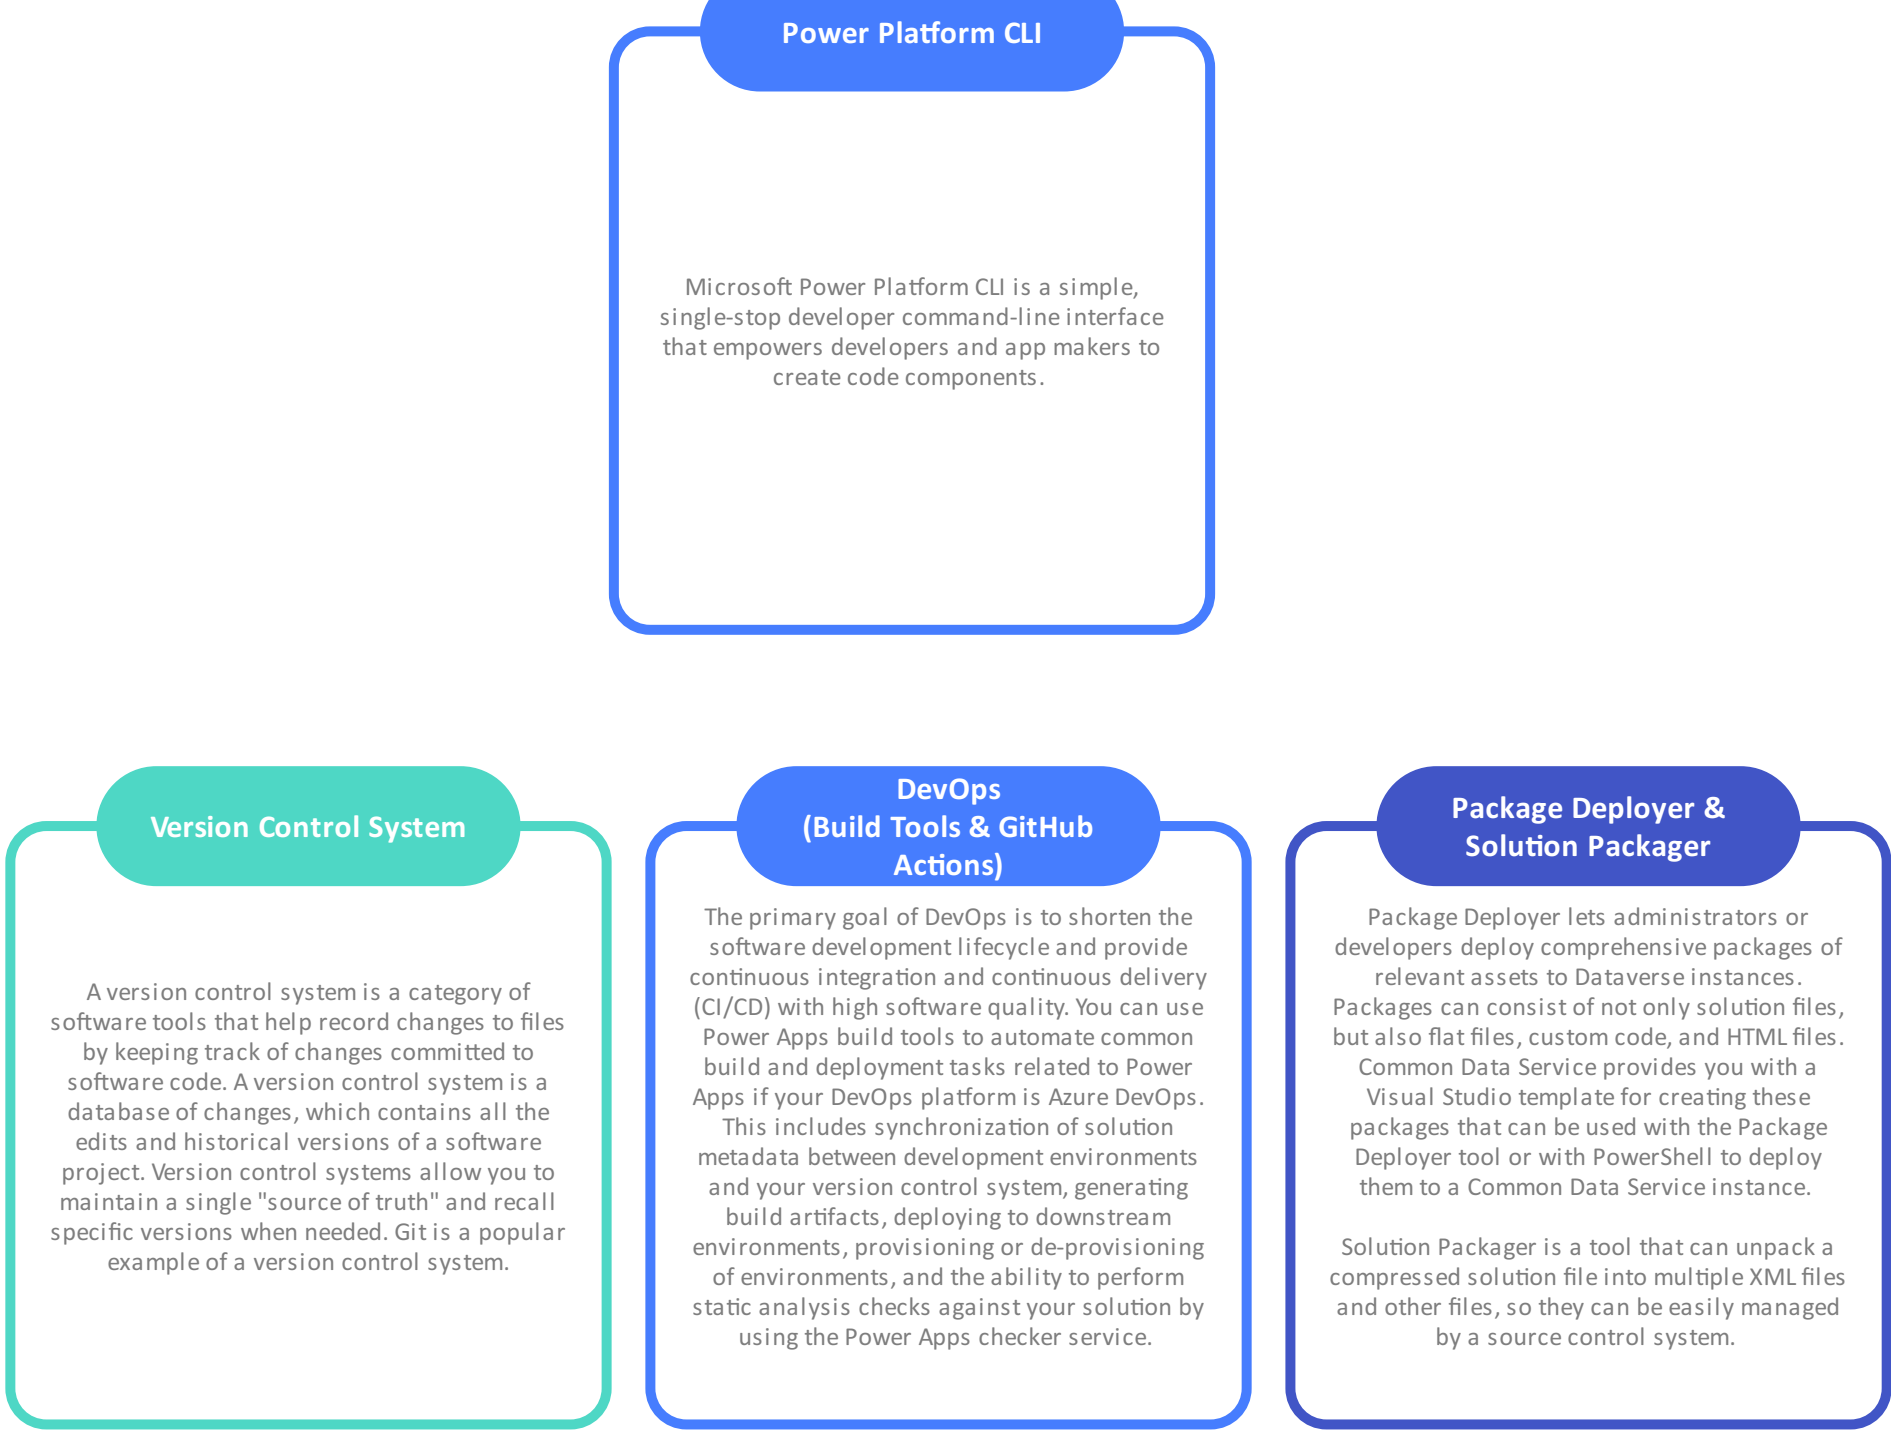 Power Platform CLI
Microsoft Power Platform CLI is a simple,
single-stop developer command-line interface
that empowers developers and app makers to
create code components.
Version Control System
A version control system is a category of
software tools that help record changes to files
by keeping track of changes committed to
software code. A version control system is a
database of changes, which contains all the
edits and historical versions of a software
project. Version control systems allow you to
maintain a single "source of truth" and recall
specific versions when needed. Git is a popular
example of a version control system.
DevOps
(Build Tools & GitHub
Actions)
The primary goal of DevOps is to shorten the
software development lifecycle and provide
continuous integration and continuous delivery
(CI/CD) with high software quality. You can use
Power Apps build tools to automate common
build and deployment tasks related to Power
Apps if your DevOps platform is Azure DevOps.
This includes synchronization of solution
metadata between development environments
and your version control system, generating
build artifacts, deploying to downstream
environments, provisioning or de-provisioning
of environments, and the ability to perform
static analysis checks against your solution by
using the Power Apps checker service.
Package Deployer &
Solution Packager
Package Deployer lets administrators or
developers deploy comprehensive packages of
relevant assets to Dataverse instances.
Packages can consist of not only solution files,
but also flat files, custom code, and HTML files.
Common Data Service provides you with a
Visual Studio template for creating these
packages that can be used with the Package
Deployer tool or with PowerShell to deploy
them to a Common Data Service instance.
Solution Packager is a tool that can unpack a
compressed solution file into multiple XML files
and other files, so they can be easily managed
by a source control system.